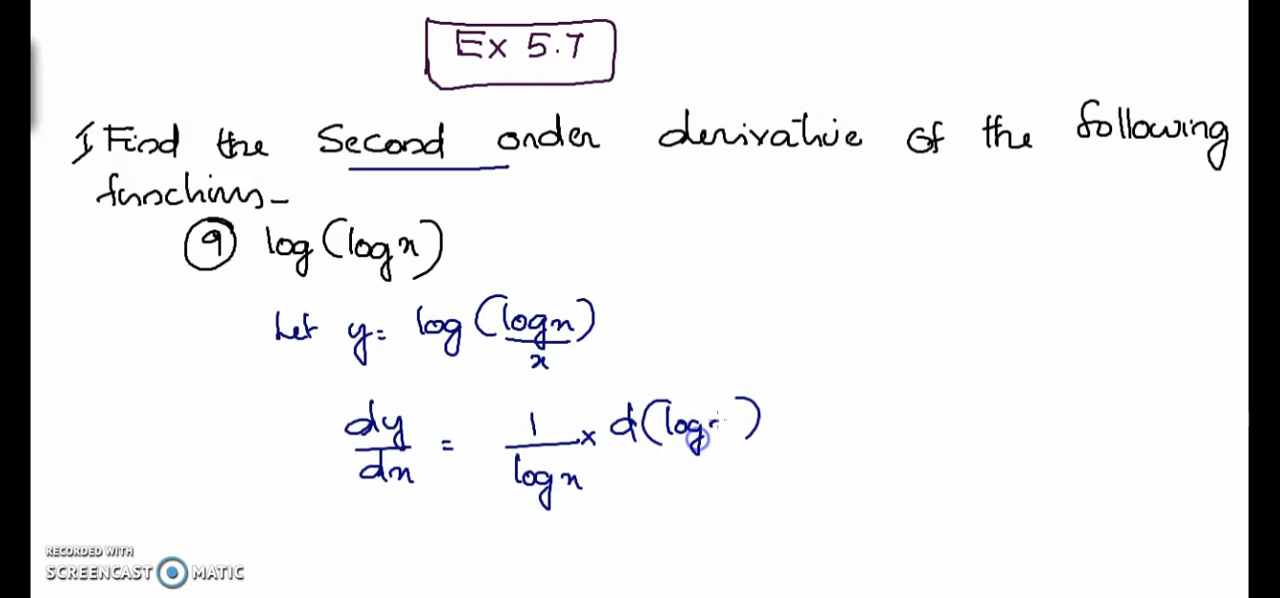 Ex 5.7
I Find the Second order derivative of the following
functions-
9 log(log x)
Let y = log(log x)
x
dy/dx = 1/log x × d(log )
RECORDED WITH
SCREENCAST MATIC